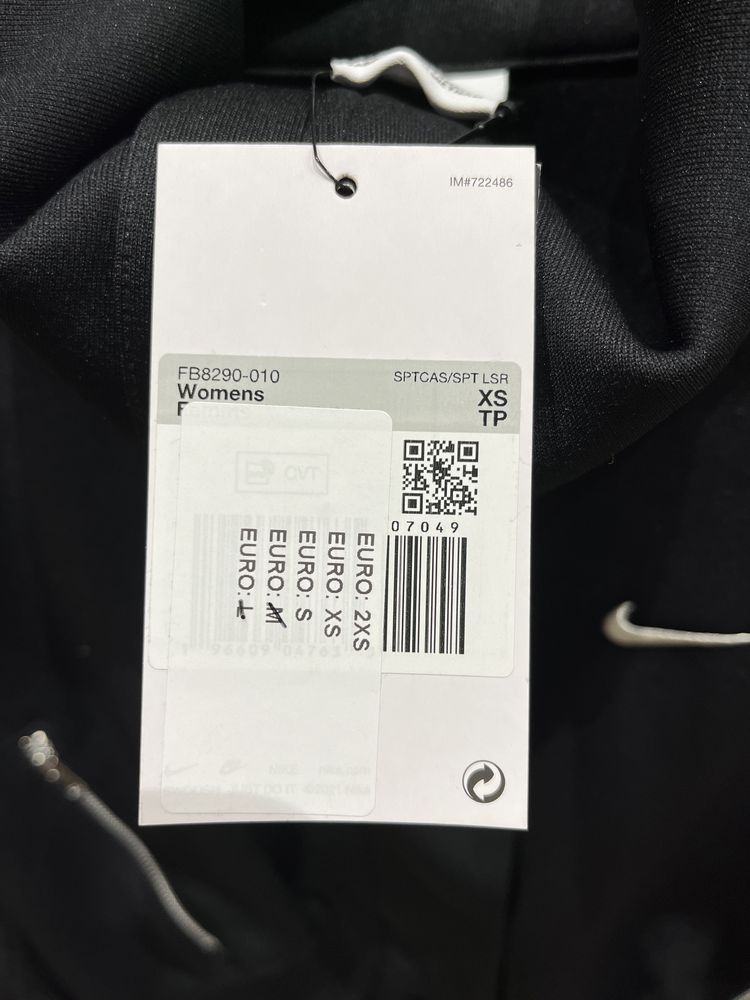 IM#722486
FB8290-010
SPTCAS/SPT LSR
Womens
XS
TP
07049
EURO: 2XS
EURO: XS
EURO: S
EURO: M
EURO: L